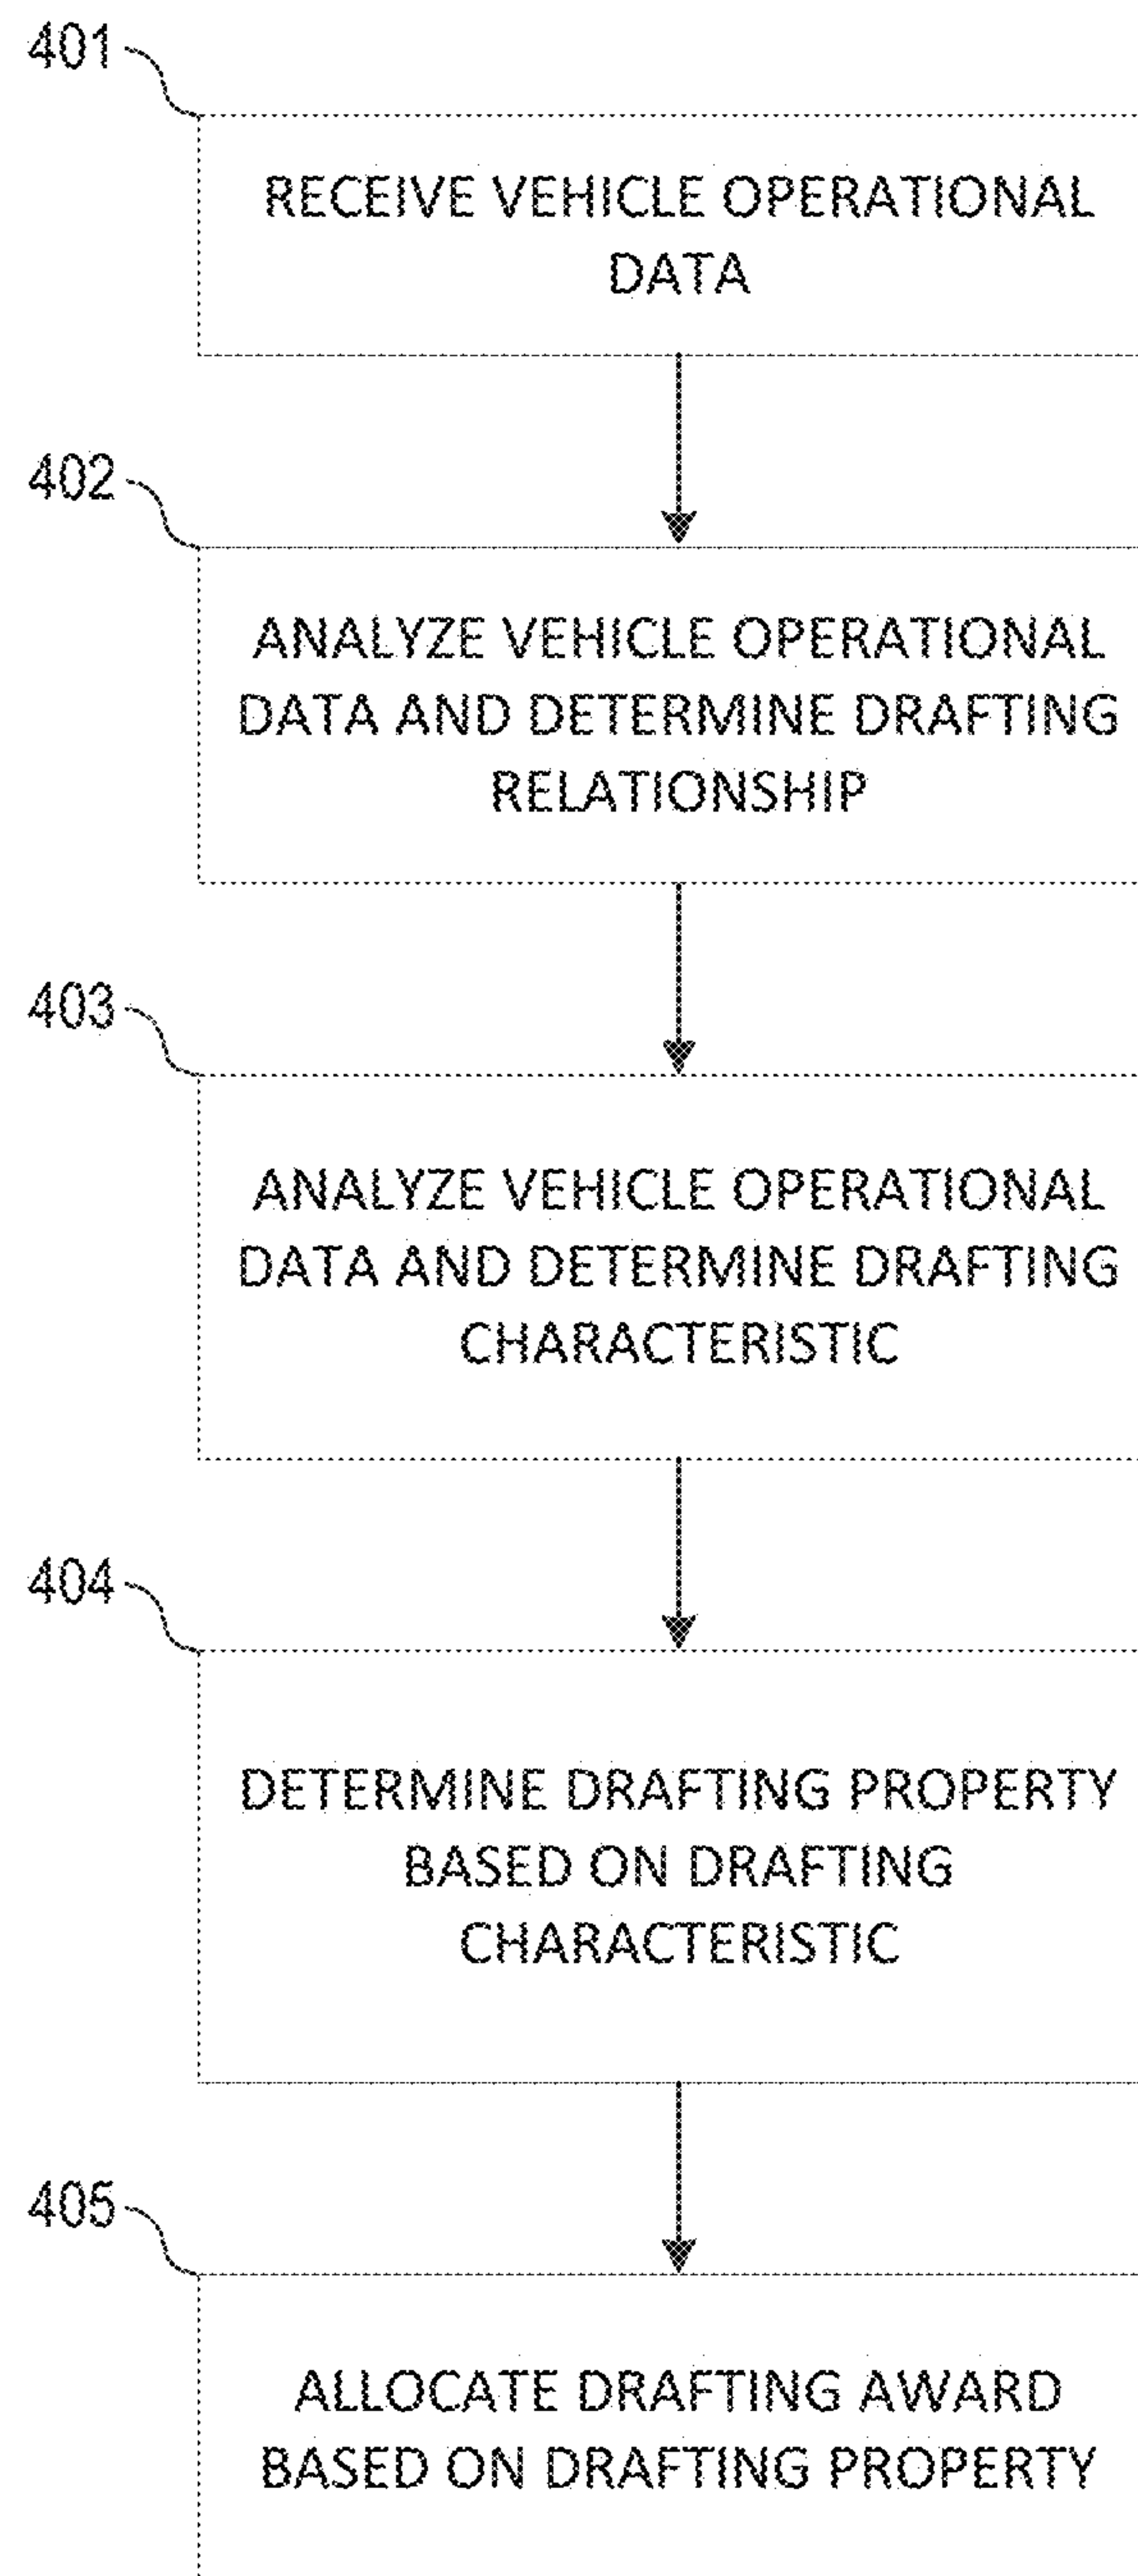 401
RECEIVE VEHICLE OPERATIONAL
DATA
402
ANALYZE VEHICLE OPERATIONAL
DATA AND DETERMINE DRAFTING
RELATIONSHIP
403
ANALYZE VEHICLE OPERATIONAL
DATA AND DETERMINE DRAFTING
CHARACTERISTIC
404
DETERMINE DRAFTING PROPERTY
BASED ON DRAFTING
CHARACTERISTIC
405
ALLOCATE DRAFTING AWARD
BASED ON DRAFTING PROPERTY